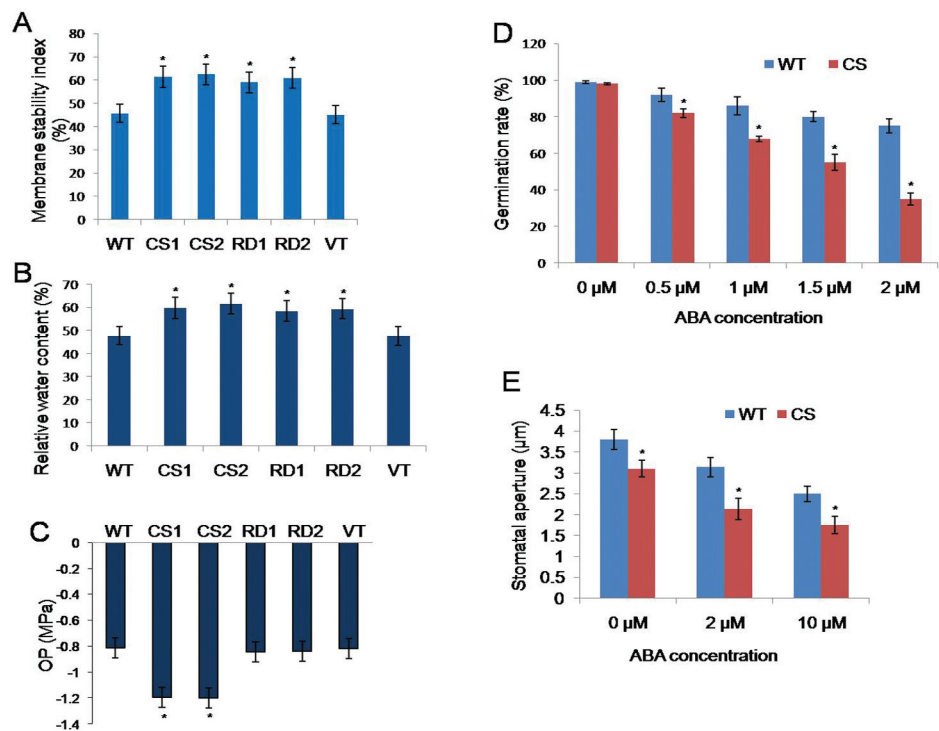 A
Membrane stability index
(%)
80
70
60
50
40
30
20
10
0
* * * *
WT CS1 CS2 RD1 RD2 VT
B
Relative water content (%)
70
60
50
40
30
20
10
0
* * * *
WT CS1 CS2 RD1 RD2 VT
C
WT CS1 CS2 RD1 RD2 VT
OP (MPa)
0
-0.2
-0.4
-0.6
-0.8
-1
-1.2
-1.4
* *
D
WT CS
Germination rate (%)
120
100
80
60
40
20
0
* * * *
0 µM 0.5 µM 1 µM 1.5 µM 2 µM
ABA concentration
E
WT CS
Stomatal aperture (µm)
4.5
4
3.5
3
2.5
2
1.5
1
0.5
0
* * *
0 µM 2 µM 10 µM
ABA concentration